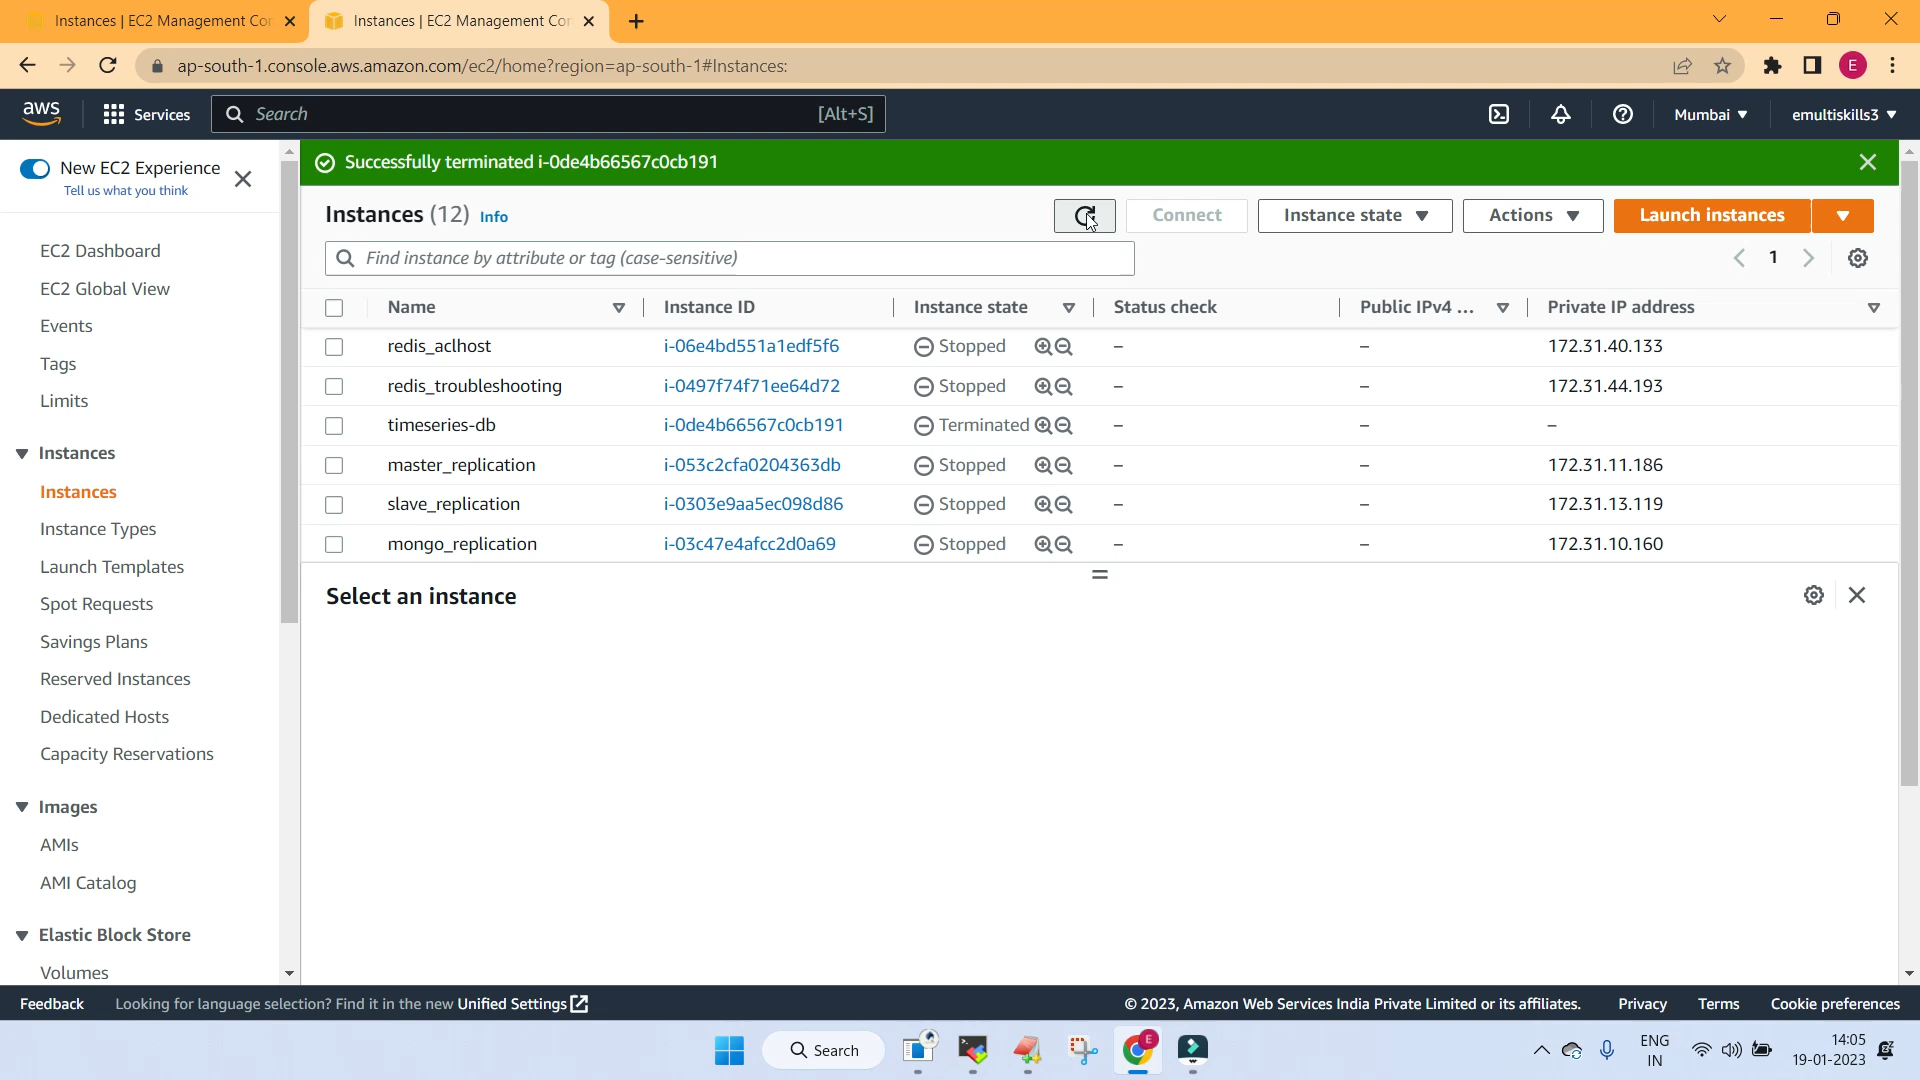 Instances | EC2 Management Con
Instances | EC2 Management Con
ap-south-1.console.aws.amazon.com/ec2/home?region=ap-south-1#Instances:
E
aws
Services
Search
[Alt+S]
Mumbai
emultiskills3
New EC2 Experience
Tell us what you think
EC2 Dashboard
EC2 Global View
Events
Tags
Limits
Instances
Instances
Instance Types
Launch Templates
Spot Requests
Savings Plans
Reserved Instances
Dedicated Hosts
Capacity Reservations
Images
AMIs
AMI Catalog
Elastic Block Store
Volumes
Successfully terminated i-0de4b66567c0cb191
Instances (12) Info
Connect
Instance state
Actions
Launch instances
Find instance by attribute or tag (case-sensitive)
1
Name Instance ID Instance state Status check Public IPv4 ... Private IP address
redis_aclhost i-06e4bd551a1edf5f6 Stopped – – 172.31.40.133
redis_troubleshooting i-0497f74f71ee64d72 Stopped – – 172.31.44.193
timeseries-db i-0de4b66567c0cb191 Terminated – – –
master_replication i-053c2cfa0204363db Stopped – – 172.31.11.186
slave_replication i-0303e9aa5ec098d86 Stopped – – 172.31.13.119
mongo_replication i-03c47e4afcc2d0a69 Stopped – – 172.31.10.160
Select an instance
Feedback Looking for language selection? Find it in the new Unified Settings © 2023, Amazon Web Services India Private Limited or its affiliates. Privacy Terms Cookie preferences
Search
E
ENG
IN
14:05
19-01-2023